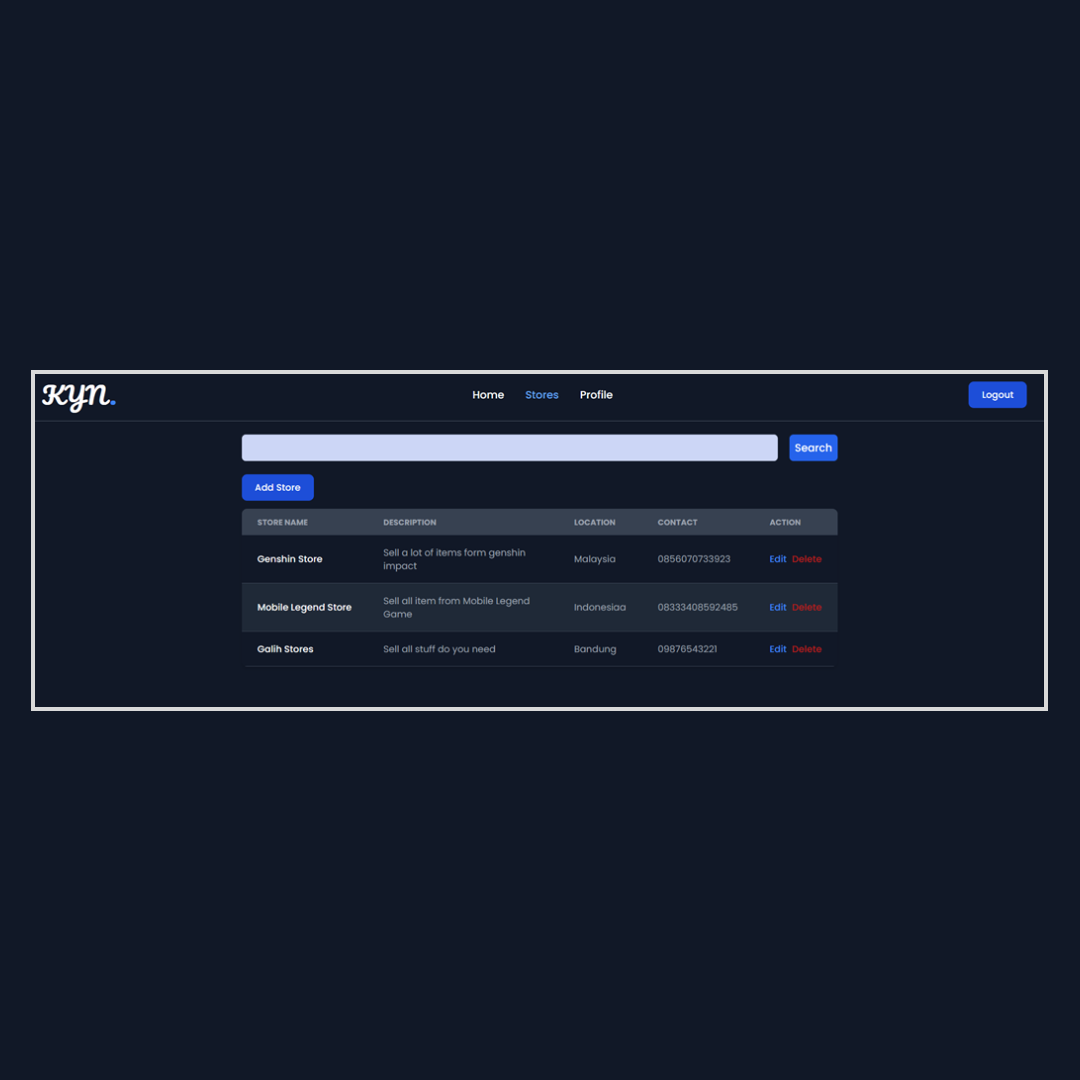 KYN.
Home Stores Profile
Logout
Search
Add Store
STORE NAME DESCRIPTION LOCATION CONTACT ACTION
Genshin Store Sell a lot of items form genshin impact Malaysia 0856070733923 Edit Delete
Mobile Legend Store Sell all item from Mobile Legend Game Indonesiaa 08333408592485 Edit Delete
Galih Stores Sell all stuff do you need Bandung 09876543221 Edit Delete